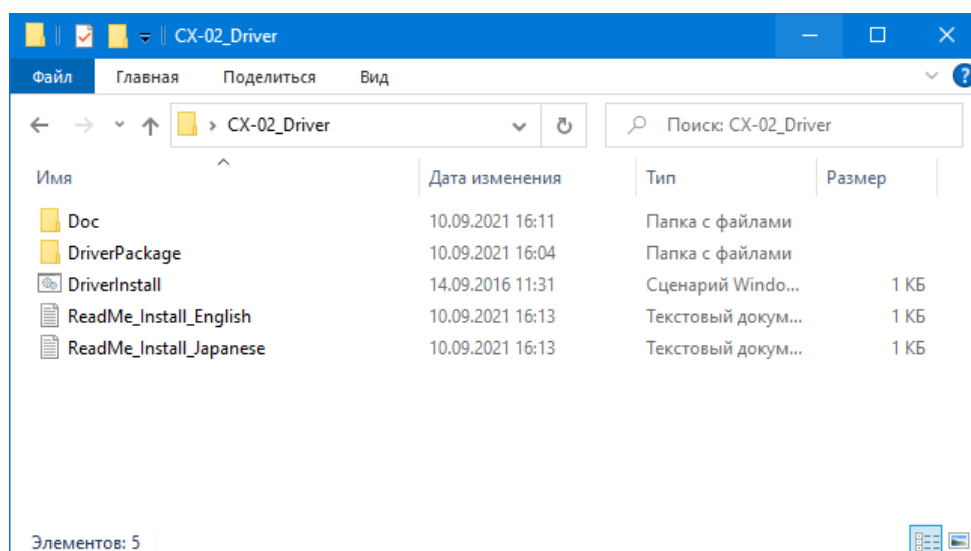 CX-02_Driver
Файл Главная Поделиться Вид ?
CX-02_Driver Поиск: CX-02_Driver
Имя Дата изменения Тип Размер
Doc 10.09.2021 16:11 Папка с файлами
DriverPackage 10.09.2021 16:04 Папка с файлами
DriverInstall 14.09.2016 11:31 Сценарий Windo... 1 КБ
ReadMe_Install_English 10.09.2021 16:13 Текстовый докум... 1 КБ
ReadMe_Install_Japanese 10.09.2021 16:13 Текстовый докум... 1 КБ
Элементов: 5